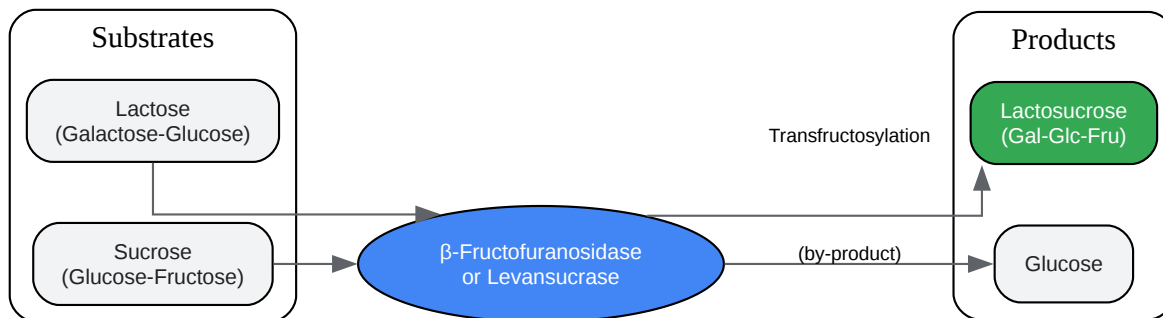 Substrates
Lactose
(Galactose-Glucose)
Sucrose
(Glucose-Fructose)
β-Fructofuranosidase
or Levansucrase
Transfructosylation
(by-product)
Products
Lactosucrose
(Gal-Glc-Fru)
Glucose